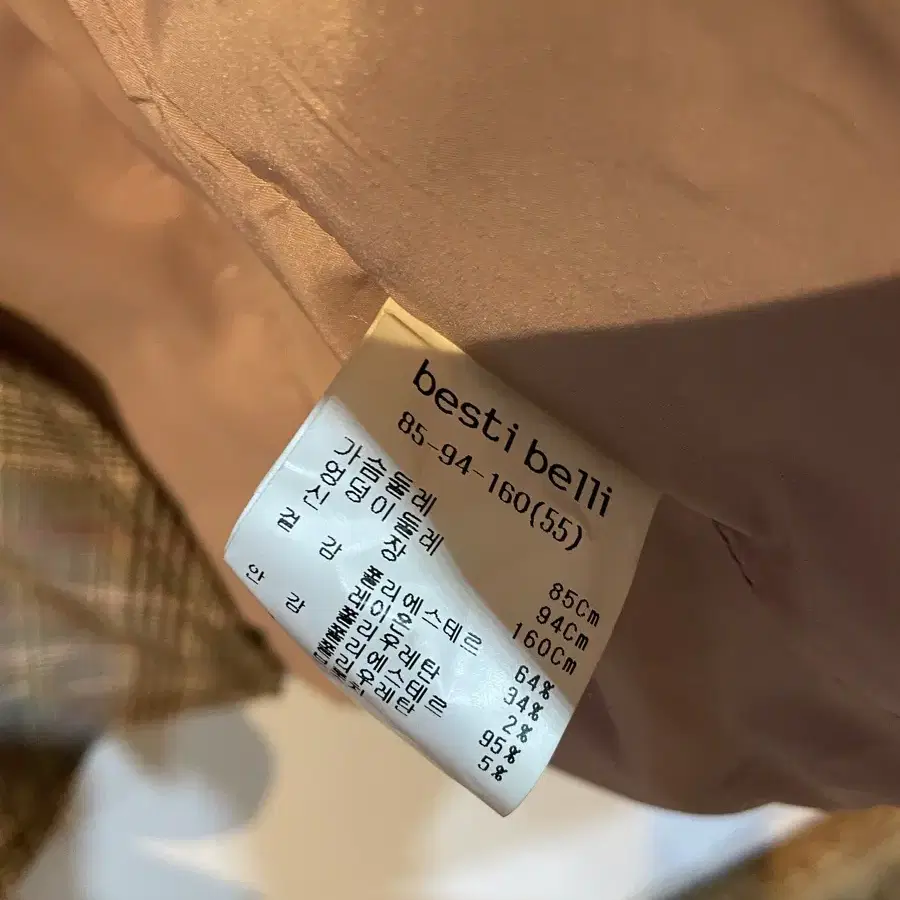 besti belli
85-94-160(55)
가슴둘레 85Cm
엉덩이둘레 94Cm
신 장 160Cm
겉 감 폴리에스테르 64%
레이온 34%
폴리우레탄 2%
안 감 폴리에스테르 95%
폴리우레탄 5%